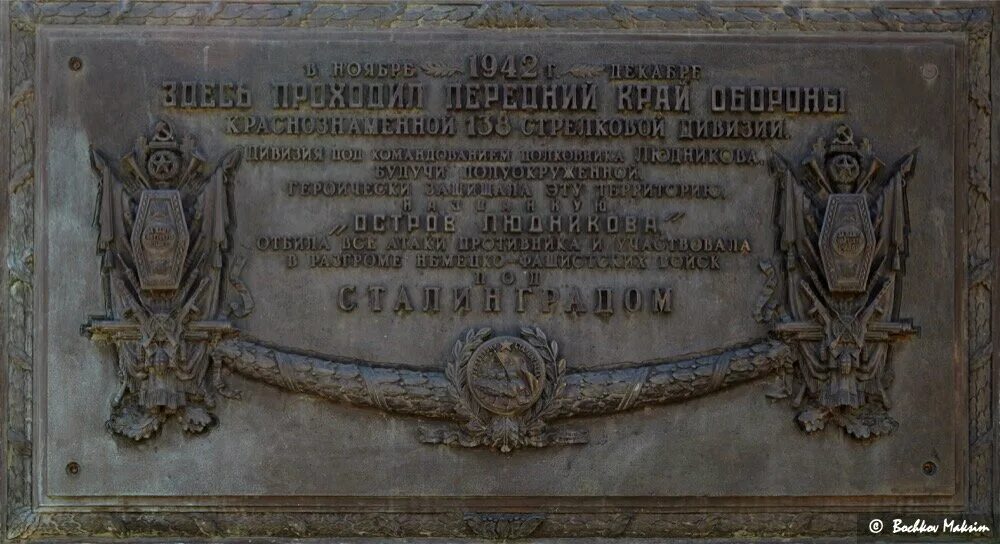 В НОЯБРЕ 1942 Г. ДЕКАБРЕ
ЗДЕСЬ ПРОХОДИЛ ПЕРЕДНИЙ КРАЙ ОБОРОНЫ
КРАСНОЗНАМЕННОЙ 138 СТРЕЛКОВОЙ ДИВИЗИИ.
ДИВИЗИЯ ПОД КОМАНДОВАНИЕМ ПОЛКОВНИКА ЛЮДНИКОВА,
БУДУЧИ ПОЛУОКРУЖЕННОЙ,
ГЕРОИЧЕСКИ ЗАЩИЩАЛА ЭТУ ТЕРРИТОРИЮ,
НАЗВАННУЮ
"ОСТРОВ ЛЮДНИКОВА"
ОТБИЛА ВСЕ АТАКИ ПРОТИВНИКА И УЧАСТВОВАЛА
В РАЗГРОМЕ НЕМЕЦКО-ФАШИСТСКИХ ВОЙСК
ПОД
СТАЛИНГРАДОМ
© Bochkov Maksim